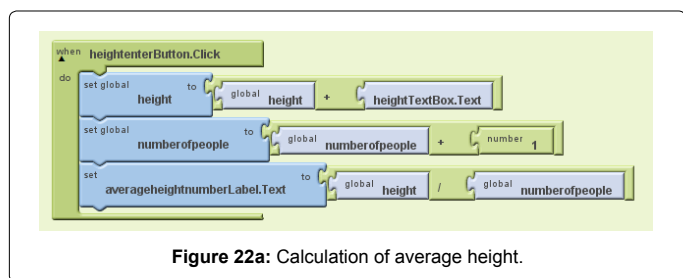 when heightenterButton.Click
do
set global height to global height + heightTextBox.Text
set global numberofpeople to global numberofpeople + number 1
set averageheightnumberLabel.Text to global height / global numberofpeople
Figure 22a: Calculation of average height.